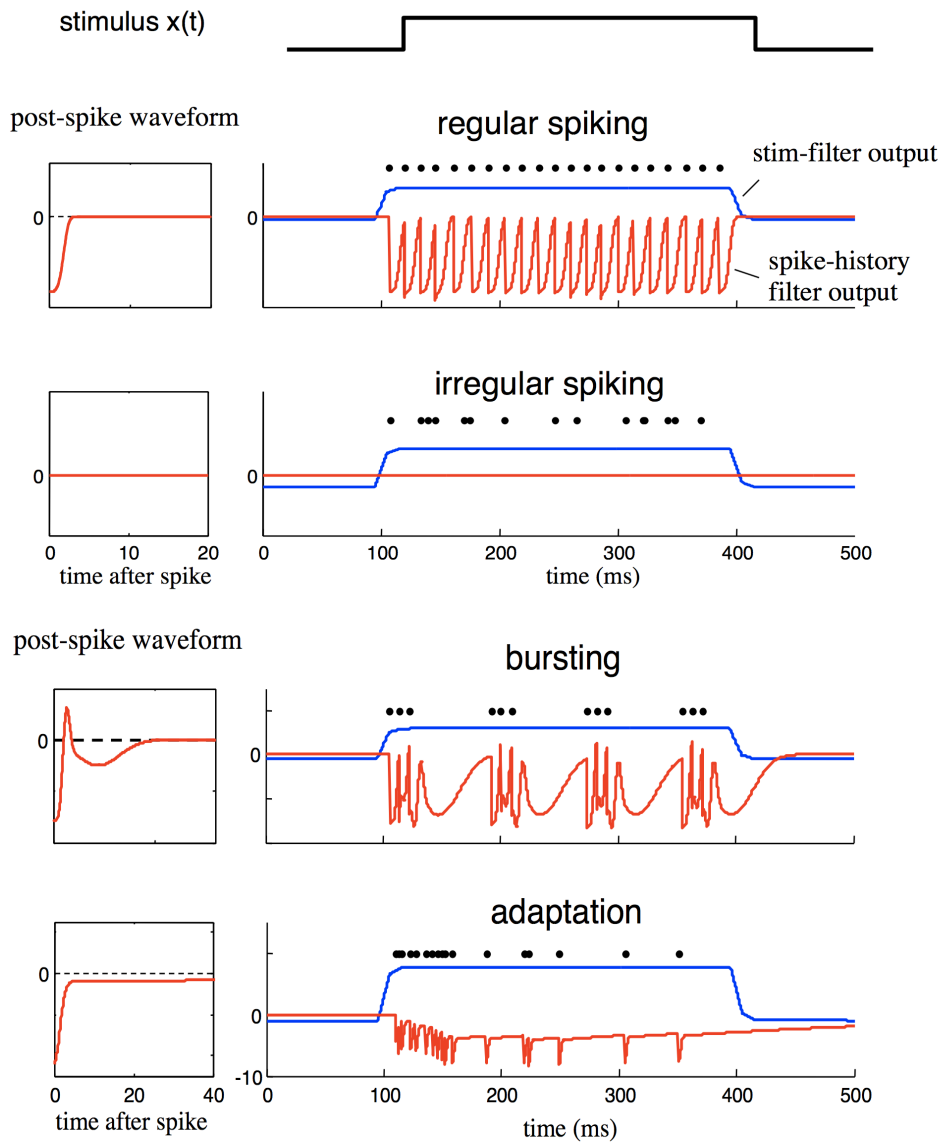 stimulus x(t)
post-spike waveform
regular spiking
stim-filter output
0
spike-history
filter output
irregular spiking
0
0
0 10 20
time after spike
0 100 200 300 400 500
time (ms)
post-spike waveform
bursting
0
0
adaptation
0
0
-10
0 20 40
time after spike
0 100 200 300 400 500
time (ms)